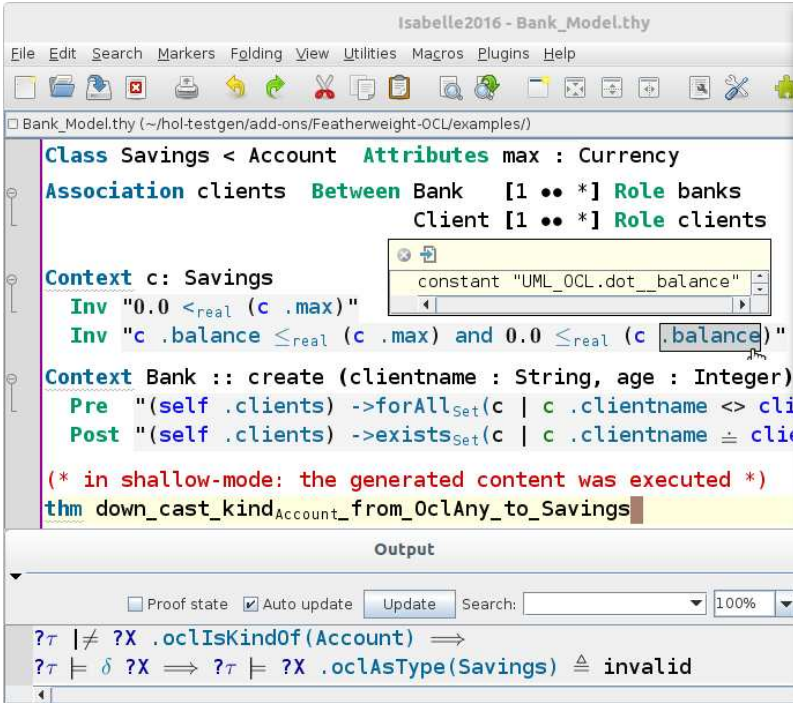 Isabelle2016 - Bank_Model.thy
File Edit Search Markers Folding View Utilities Macros Plugins Help
Bank_Model.thy (~/hol-testgen/add-ons/Featherweight-OCL/examples/)
Class Savings < Account Attributes max : Currency
Association clients Between Bank [1 •• *] Role banks
Client [1 •• *] Role clients
constant "UML_OCL.dot__balance"
Context c: Savings
Inv "0.0 <real (c .max)"
Inv "c .balance ≤real (c .max) and 0.0 ≤real (c .balance)"
Context Bank :: create (clientname : String, age : Integer)
Pre "(self .clients) ->forAllSet(c | c .clientname <> cli
Post "(self .clients) ->existsSet(c | c .clientname ≐ clie
(* in shallow-mode: the generated content was executed *)
thm down_cast_kindAccount_from_OclAny_to_Savings
Output
Proof state Auto update Update Search: 100%
?τ |≠ ?X .oclIsKindOf(Account) ⟹
?τ ⊨ δ ?X ⟹ ?τ ⊨ ?X .oclAsType(Savings) ≜ invalid